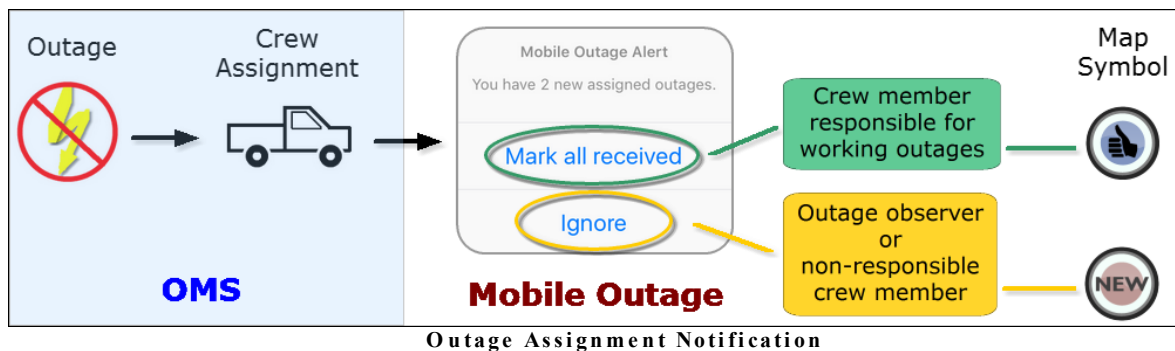 Outage
Crew
Assignment
OMS
Mobile Outage Alert
You have 2 new assigned outages.
Mark all received
Ignore
Mobile Outage
Crew member
responsible for
working outages
Outage observer
or
non-responsible
crew member
Map
Symbol
NEW
Outage Assignment Notification